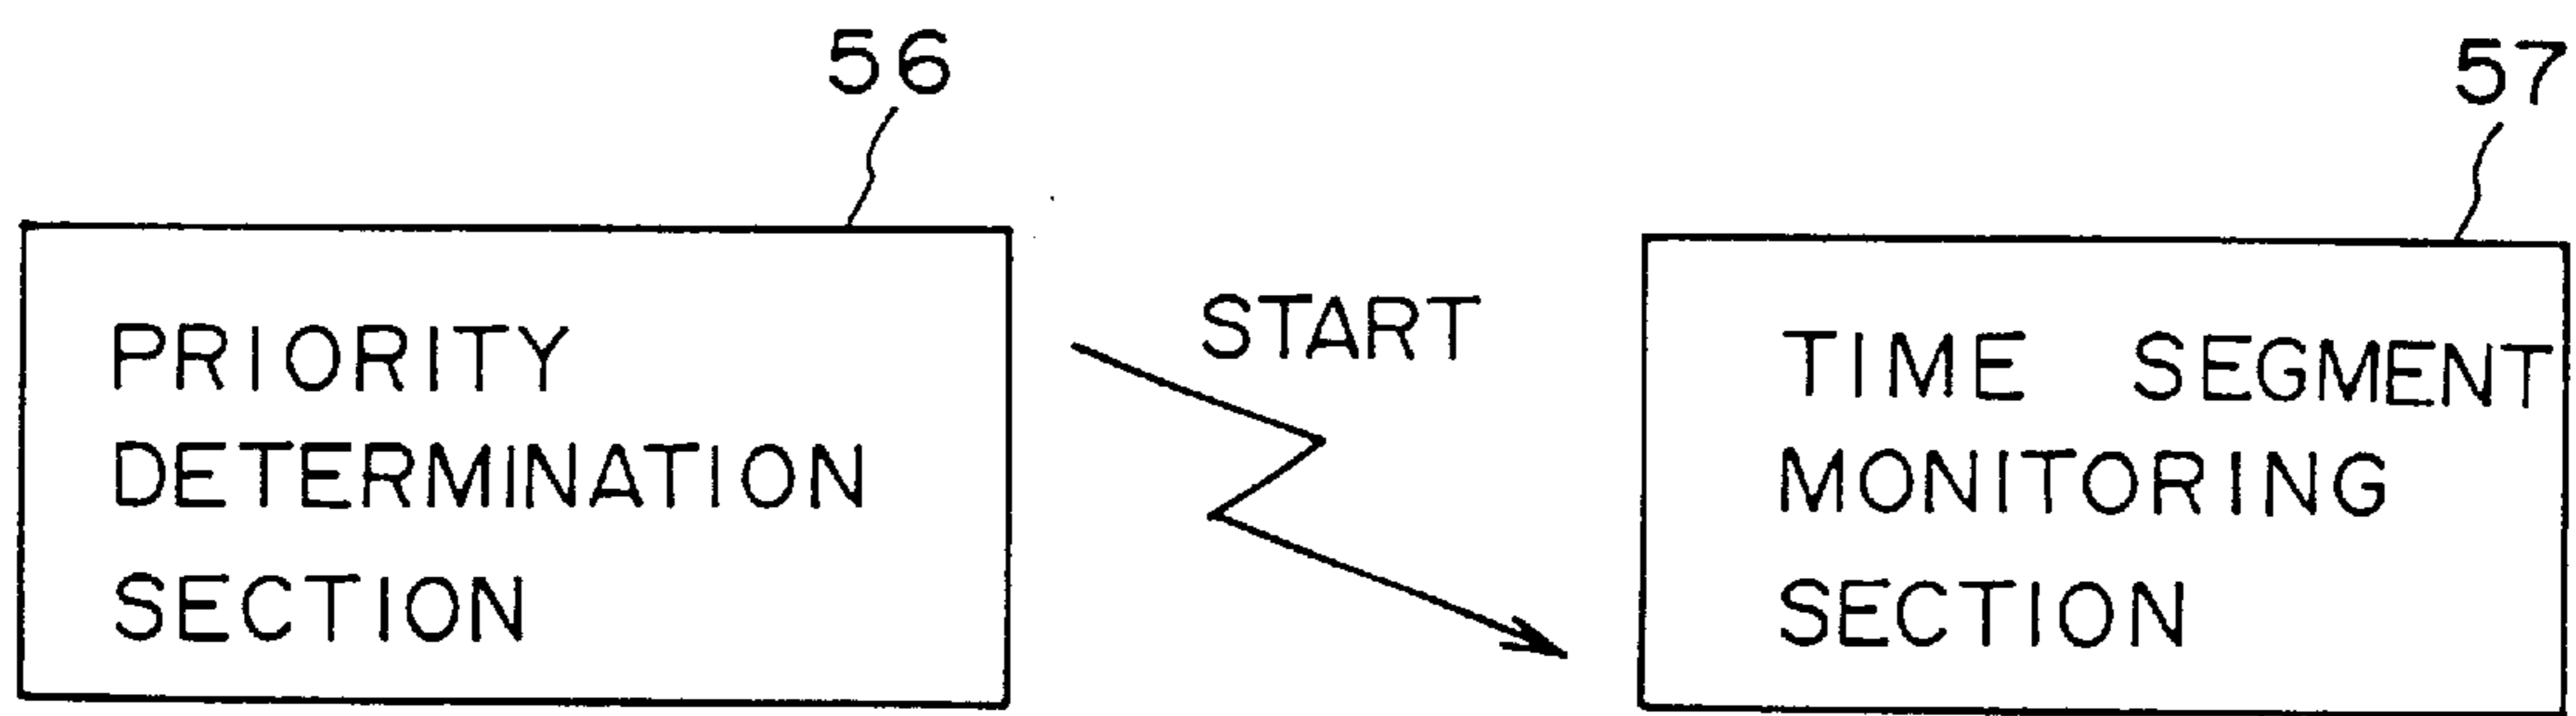 56
57
PRIORITY
DETERMINATION
SECTION
START
TIME SEGMENT
MONITORING
SECTION